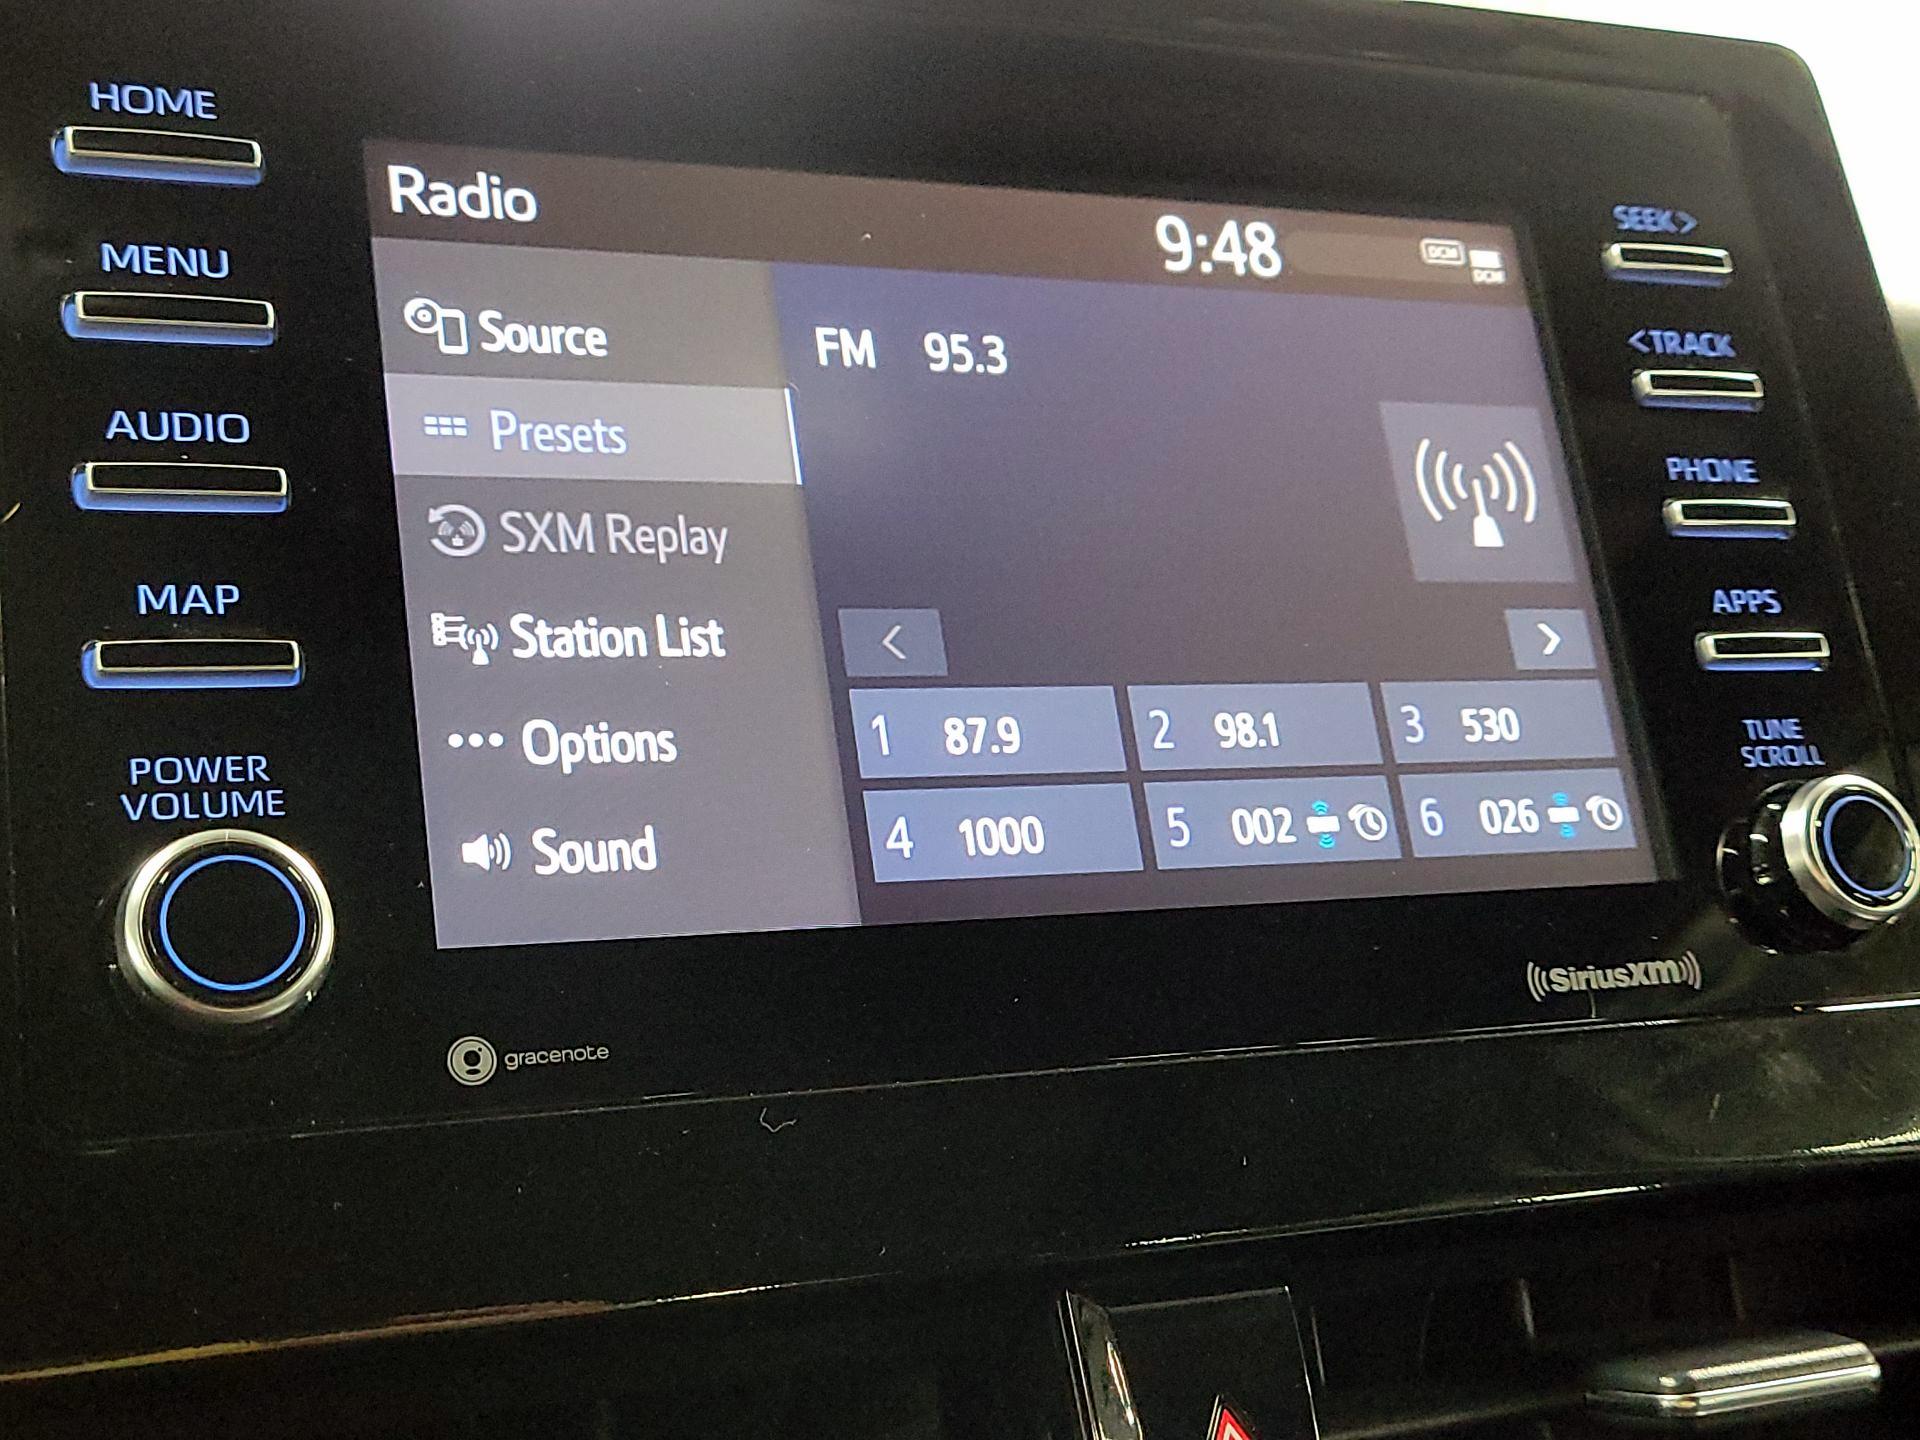 HOME
MENU
AUDIO
MAP
POWER
VOLUME
Radio
9:48
DCM
DCM
Source
Presets
SXM Replay
Station List
Options
Sound
FM 95.3
<
>
1 87.9
2 98.1
3 530
4 1000
5 002
6 026
SEEK>
<TRACK
PHONE
APPS
TUNE
SCROLL
gracenote
((SiriusXm))